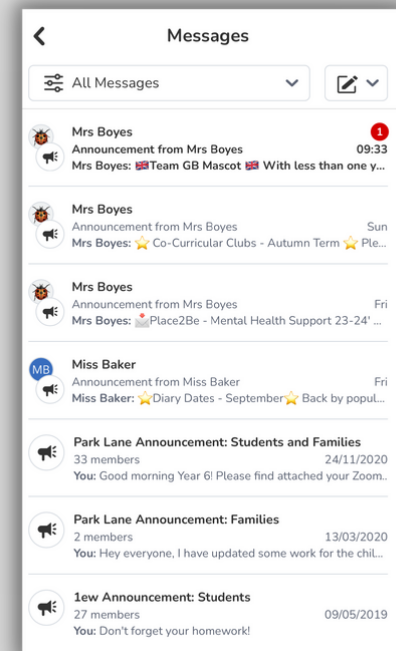 Messages
All Messages
Mrs Boyes 1
Announcement from Mrs Boyes 09:33
Mrs Boyes: 🇬🇧Team GB Mascot 🇬🇧 With less than one y...
Mrs Boyes
Announcement from Mrs Boyes Sun
Mrs Boyes: ⭐ Co-Curricular Clubs - Autumn Term ⭐ Ple...
Mrs Boyes
Announcement from Mrs Boyes Fri
Mrs Boyes: 📩Place2Be - Mental Health Support 23-24' ...
MB
Miss Baker
Announcement from Miss Baker Fri
Miss Baker: ⭐Diary Dates - September⭐ Back by popul...
Park Lane Announcement: Students and Families
33 members 24/11/2020
You: Good morning Year 6! Please find attached your Zoom..
Park Lane Announcement: Families
2 members 13/03/2020
You: Hey everyone, I have updated some work for the chil...
1ew Announcement: Students
27 members 09/05/2019
You: Don't forget your homework!